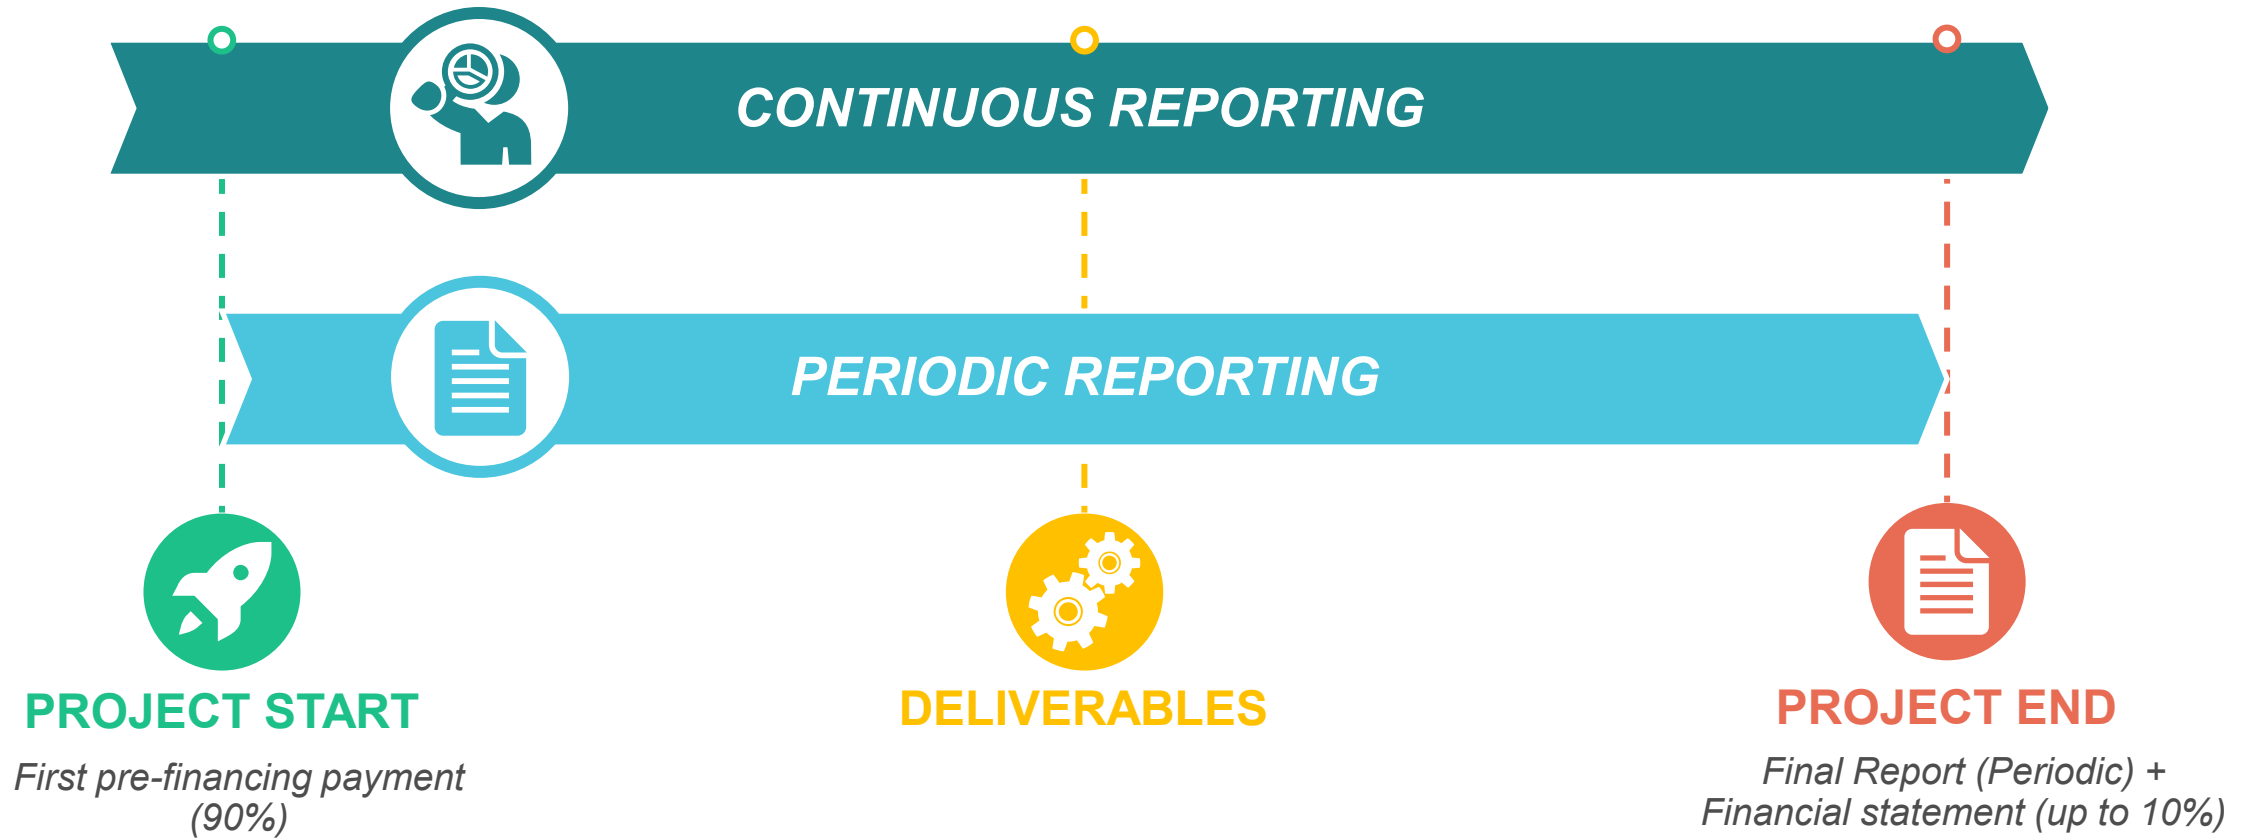 CONTINUOUS REPORTING
PERIODIC REPORTING
PROJECT START
First pre-financing payment
(90%)
DELIVERABLES
PROJECT END
Final Report (Periodic) +
Financial statement (up to 10%)